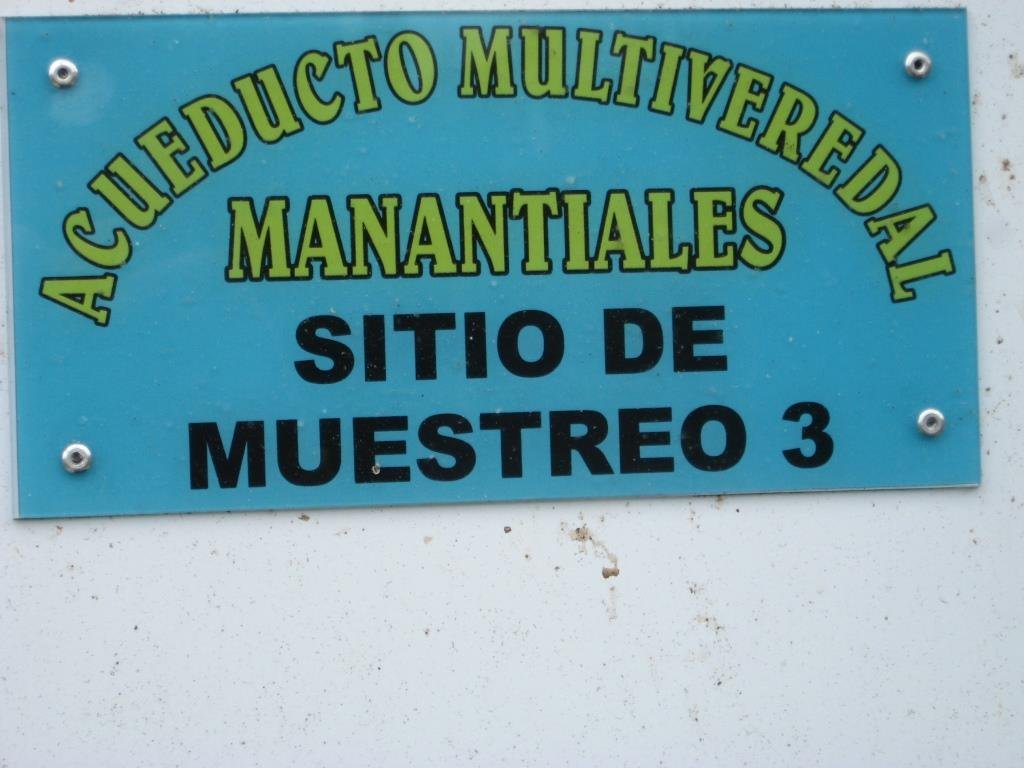 ACUEDUCTO MULTIVEREDAL
MANANTIALES
SITIO DE
MUESTREO 3